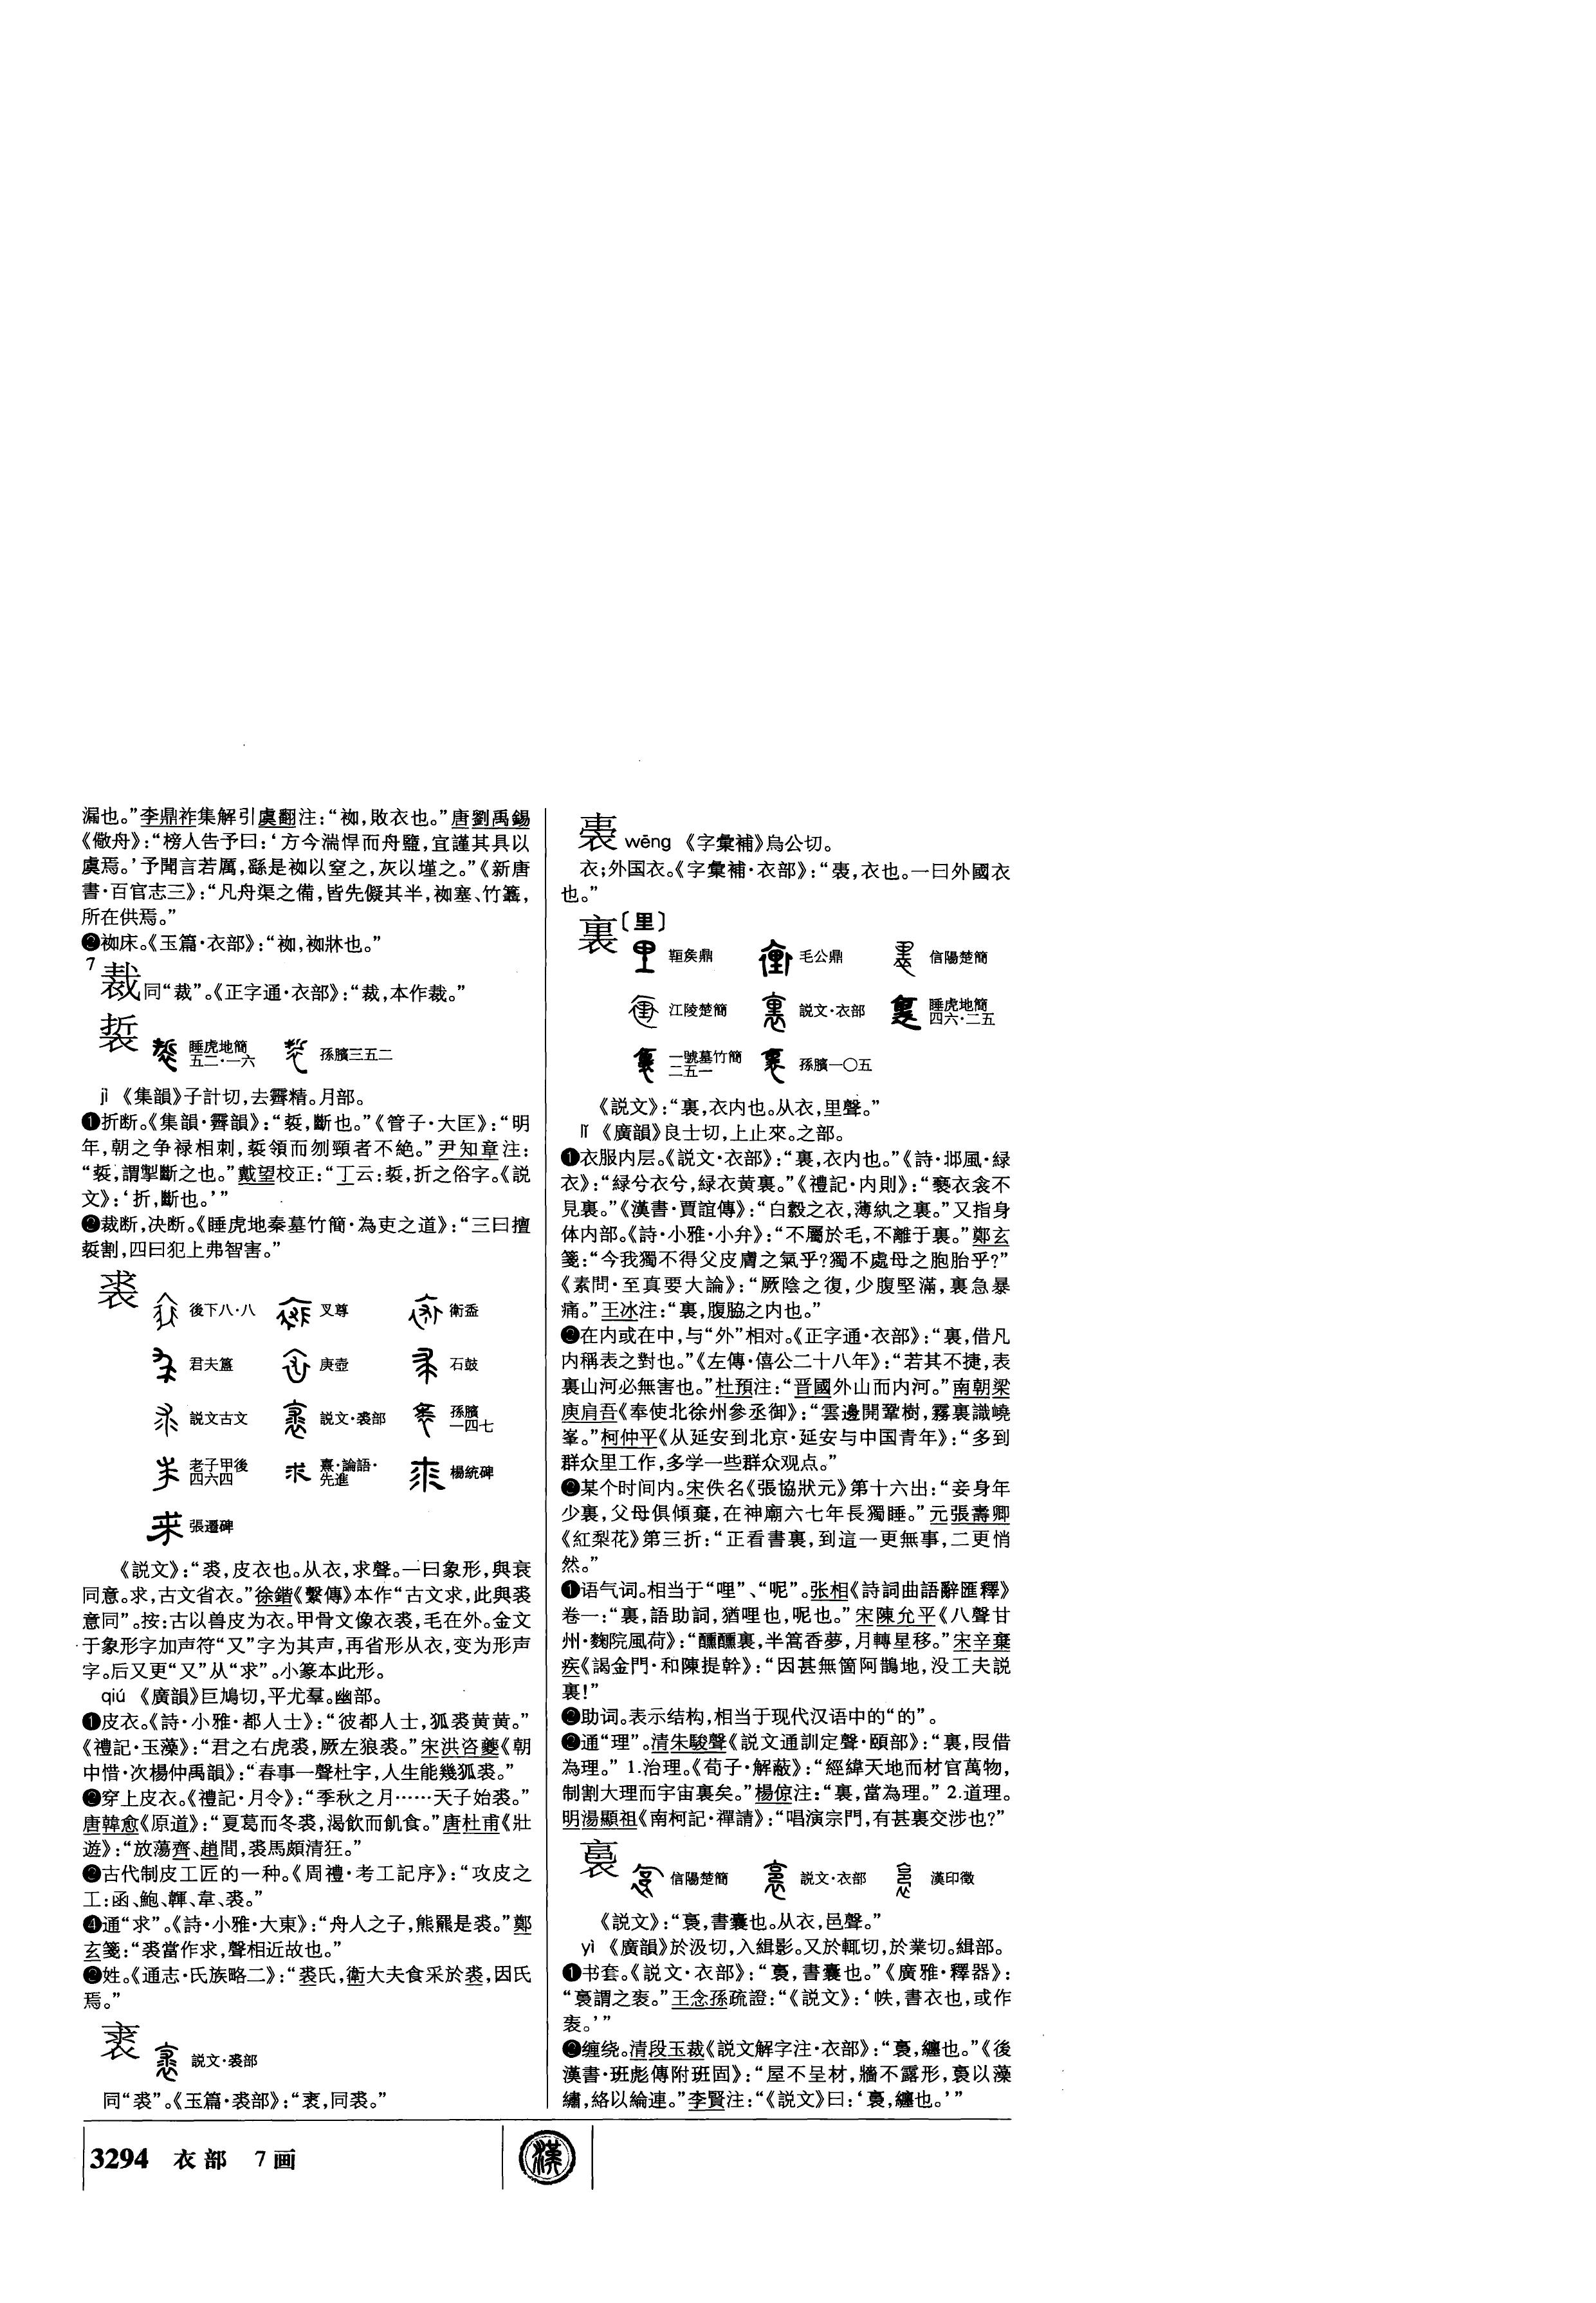 漏也。”李鼎祚集解引虞翻注：“袽，敗衣也。”唐劉禹錫
《儆舟》：“榜人告予曰：‘方今湍悍而舟盬，宜謹其具以
虞焉。’予聞言若厲，繇是袽以窒之，灰以墐之。”《新唐
書·百官志三》：“凡舟渠之備，皆先儗其半，袽塞、竹䉡，
所在供焉。”
❷袽床。《玉篇·衣部》：“袽，袽牀也。”
7
同“裁”。《正字通·衣部》：“裁，本作𢧜。”
䘭
睡虎地簡
五二·一六
孫臏三五二
jì 《集韻》子計切，去霽精。月部。
❶折断。《集韻·霽韻》：“䘭，斷也。”《管子·大匡》：“明
年，朝之争禄相刺，䘭領而刎頸者不絶。”尹知章注：
“䘭，謂掣斷之也。”戴望校正：“丁云：䘭，折之俗字。《説
文》：‘折，斷也。’”
❷裁断，决断。《睡虎地秦墓竹簡·為吏之道》：“三曰擅
䘭割，四曰犯上弗智害。”
裘
後下八·八 叉尊 衛盉
君夫簋 庚壺 石鼓
説文古文 説文·裘部 孫臏
一四七
老子甲後
四六四
熹·論語·
先進
楊統碑
張遷碑
《説文》：“裘，皮衣也。从衣，求聲。一曰象形，與衰
同意。求，古文省衣。”徐鍇《繫傳》本作“古文求，此與裘
意同”。按：古以兽皮为衣。甲骨文像衣裘，毛在外。金文
于象形字加声符“又”字为其声，再省形从衣，变为形声
字。后又更“又”从“求”。小篆本此形。
qiú 《廣韻》巨鳩切，平尤羣。幽部。
❶皮衣。《詩·小雅·都人士》：“彼都人士，狐裘黄黄。”
《禮記·玉藻》：“君之右虎裘，厥左狼裘。”宋洪咨夔《朝
中惜·次楊仲禹韻》：“春事一聲杜宇，人生能幾狐裘。”
❷穿上皮衣。《禮記·月令》：“季秋之月……天子始裘。”
唐韓愈《原道》：“夏葛而冬裘，渴飲而飢食。”唐杜甫《壯
遊》：“放蕩齊、趙間，裘馬頗清狂。”
❷古代制皮工匠的一种。《周禮·考工記序》：“攻皮之
工：函、鮑、韗、韋、裘。”
❹通“求”。《詩·小雅·大東》：“舟人之子，熊羆是裘。”鄭
玄箋：“裘當作求，聲相近故也。”
❷姓。《通志·氏族略二》：“裘氏，衛大夫食采於裘，因氏
焉。”
説文·裘部
同“裘”。《玉篇·裘部》：“，同裘。”
wēng 《字彙補》烏公切。
衣；外国衣。《字彙補·衣部》：“，衣也。一曰外國衣
也。”
裏〔里〕
𩊠矦鼎 毛公鼎 信陽楚簡
江陵楚簡 説文·衣部 睡虎地簡
四六·二五
一號墓竹簡
二五一
孫臏一〇五
《説文》：“裏，衣内也。从衣，里聲。”
lǐ 《廣韻》良士切，上止來。之部。
❶衣服内层。《説文·衣部》：“裏，衣内也。”《詩·邶風·緑
衣》：“緑兮衣兮，緑衣黄裏。”《禮記·内則》：“褻衣衾不
見裏。”《漢書·賈誼傳》：“白縠之衣，薄紈之裏。”又指身
体内部。《詩·小雅·小弁》：“不屬於毛，不離于裏。”鄭玄
箋：“今我獨不得父皮膚之氣乎？獨不處母之胞胎乎？”
《素問·至真要大論》：“厥陰之復，少腹堅滿，裏急暴
痛。”王冰注：“裏，腹脇之内也。”
❷在内或在中，与“外”相对。《正字通·衣部》：“裏，借凡
内稱表之對也。”《左傳·僖公二十八年》：“若其不捷，表
裏山河必無害也。”杜預注：“晋國外山而内河。”南朝梁
庾肩吾《奉使北徐州參丞御》：“雲邊開鞏樹，霧裏識嶢
峯。”柯仲平《从延安到北京·延安与中国青年》：“多到
群众里工作，多学一些群众观点。”
❷某个时间内。宋佚名《張協狀元》第十六出：“妾身年
少裏，父母俱傾棄，在神廟六七年長獨睡。”元張壽卿
《紅梨花》第三折：“正看書裏，到這一更無事，二更悄
然。”
❶语气词。相当于“哩”、“呢”。张相《詩詞曲語辭匯釋》
卷一：“裏，語助詞，猶哩也，呢也。”宋陳允平《八聲甘
州·麴院風荷》：“醺醺裏，半篙香夢，月轉星移。”宋辛棄
疾《謁金門·和陳提幹》：“因甚無箇阿鵲地，没工夫説
裏！”
❷助词。表示结构，相当于现代汉语中的“的”。
❷通“理”。清朱駿聲《説文通訓定聲·頤部》：“裏，叚借
為理。” 1.治理。《荀子·解蔽》：“經緯天地而材官萬物，
制割大理而宇宙裏矣。”楊倞注：“裏，當為理。” 2.道理。
明湯顯祖《南柯記·禪請》：“唱演宗門，有甚裏交涉也？”
裛
信陽楚簡 説文·衣部 漢印徵
《説文》：“裛，書囊也。从衣，邑聲。”
yì 《廣韻》於汲切，入緝影。又於輒切，於業切。緝部。
❶书套。《説文·衣部》：“裛，書囊也。”《廣雅·釋器》：
“裛謂之袠。”王念孫疏證：“《説文》：‘帙，書衣也，或作
袠。’”
❷缠绕。清段玉裁《説文解字注·衣部》：“裛，纏也。”《後
漢書·班彪傳附班固》：“屋不呈材，牆不露形，裛以藻
繡，絡以綸連。”李賢注：“《説文》曰：‘裛，纏也。’”
3294 衣部 7画
漢